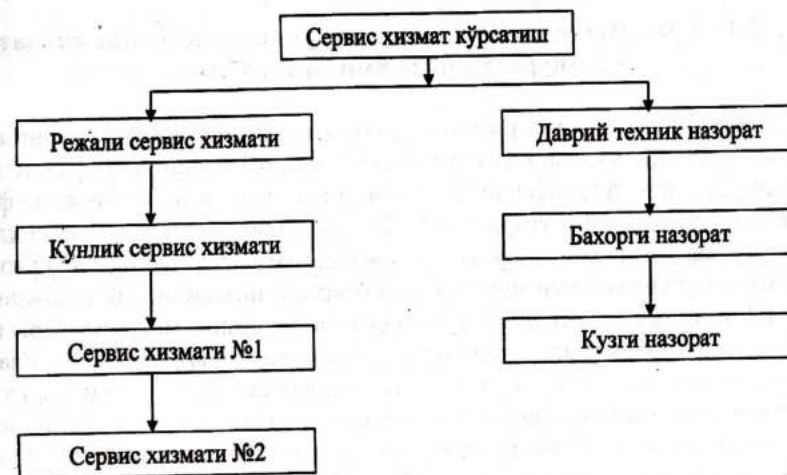 Сервис хизмат кўрсатиш
Режали сервис хизмати
Даврий техник назорат
Кунлик сервис хизмати
Бахорги назорат
Сервис хизмати №1
Кузги назорат
Сервис хизмати №2